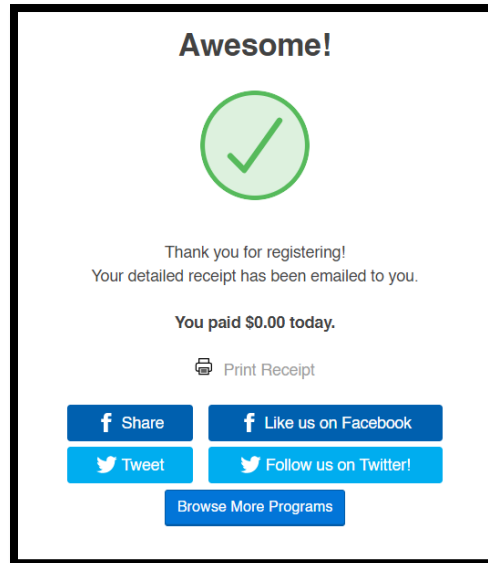 Awesome!
Thank you for registering!
Your detailed receipt has been emailed to you.
You paid $0.00 today.
Print Receipt
Share
Like us on Facebook
Tweet
Follow us on Twitter!
Browse More Programs